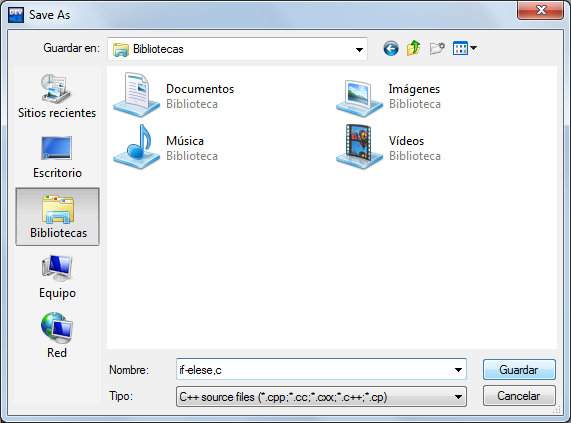 DEV
Save As
Guardar en: Bibliotecas
Sitios recientes
Escritorio
Bibliotecas
Equipo
Red
Documentos
Biblioteca
Imágenes
Biblioteca
Música
Biblioteca
Vídeos
Biblioteca
Nombre: if-elese,c
Guardar
Tipo: C++ source files (*.cpp;*.cc;*.cxx;*.c++;*.cp)
Cancelar